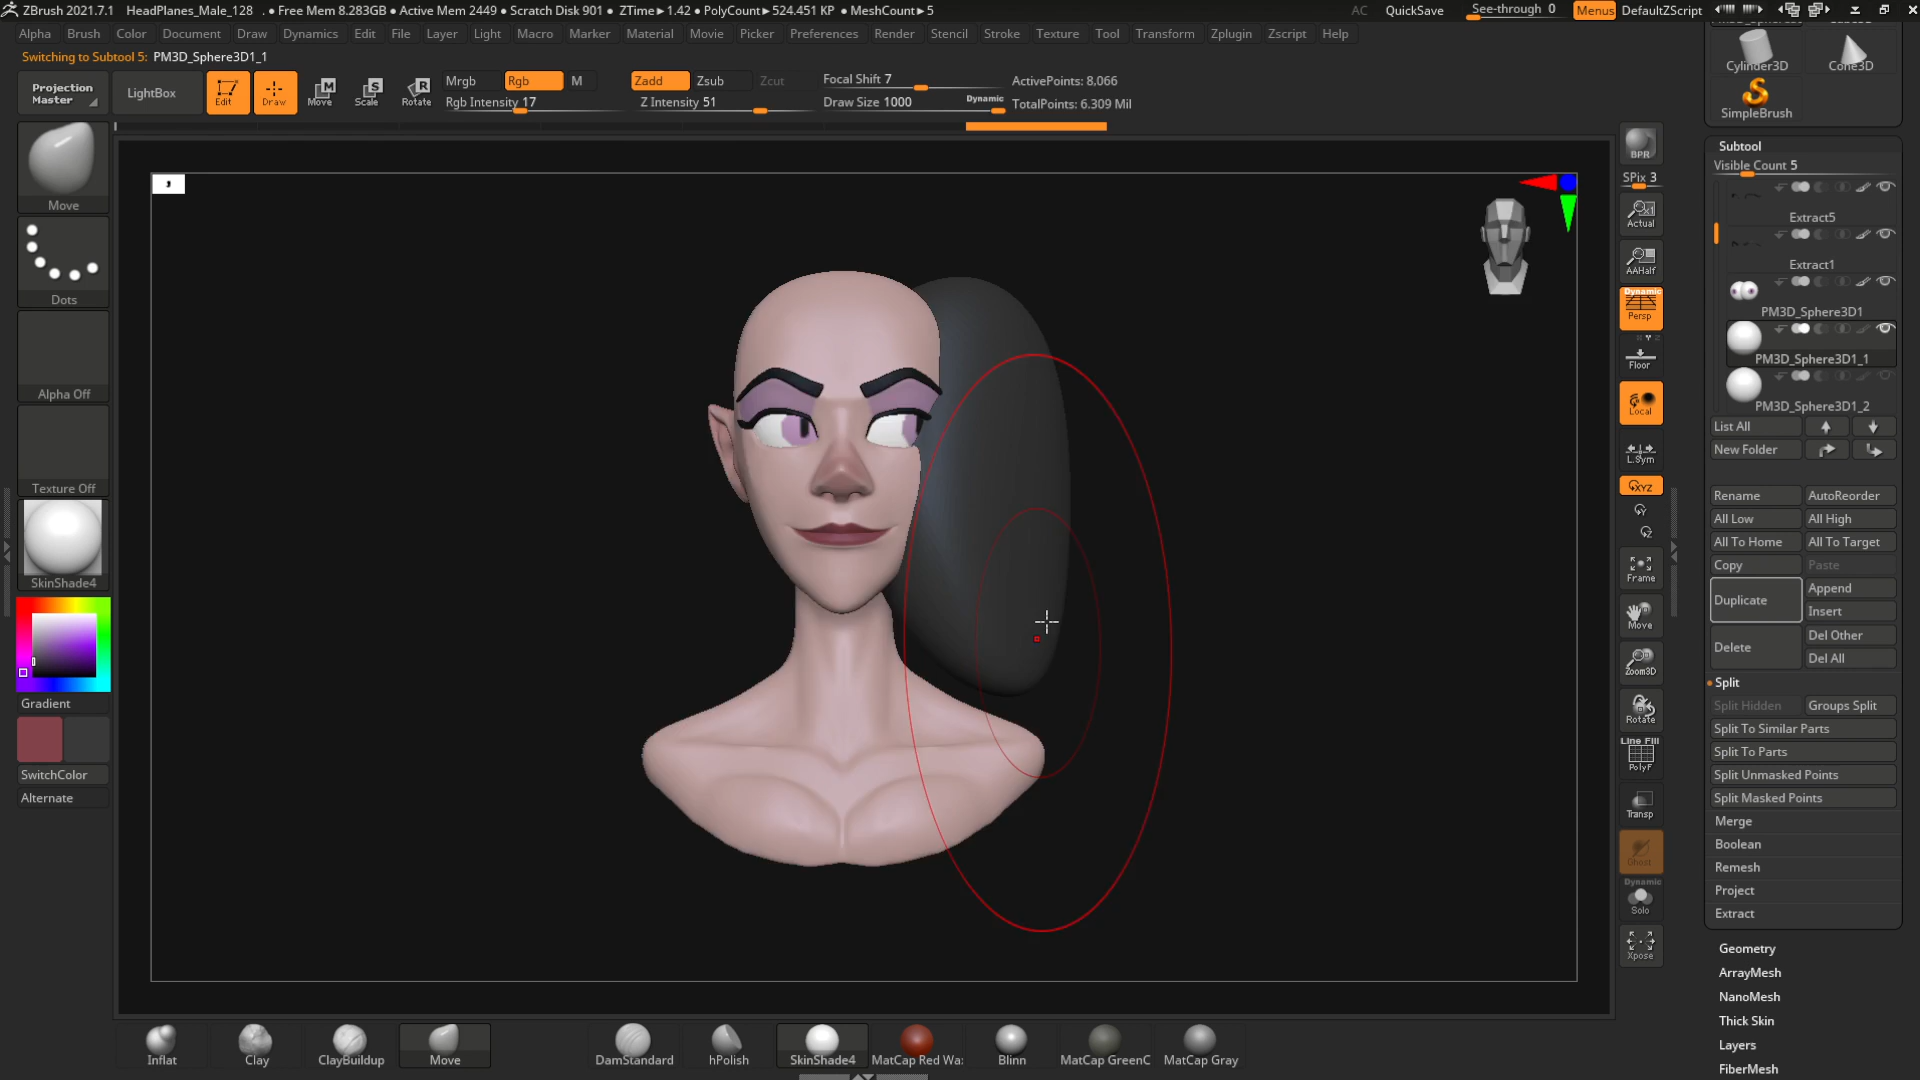 ZBrush 2021.7.1 HeadPlanes_Male_128 . • Free Mem 8.283GB • Active Mem 2449 • Scratch Disk 901 • ZTime▸1.42 • PolyCount▸524.451 KP • MeshCount▸5 AC QuickSave See-through 0 Menus DefaultZScript
Alpha Brush Color Document Draw Dynamics Edit File Layer Light Macro Marker Material Movie Picker Preferences Render Stencil Stroke Texture Tool Transform Zplugin Zscript Help
Switching to Subtool 5: PM3D_Sphere3D1_1
Projection Master
LightBox
Edit
Draw
Move
Scale
Rotate
Mrgb Rgb M
Rgb Intensity 17
Zadd Zsub Zcut
Z Intensity 51
Focal Shift 7
Draw Size 1000 Dynamic
ActivePoints: 8,066
TotalPoints: 6.309 Mil
Move
Dots
Alpha Off
Texture Off
SkinShade4
Gradient
SwitchColor
Alternate
BPR
SPix 3
Actual
AAHalf
Dynamic
Persp
Floor
Local
L.Sym
XYZ
Frame
Move
Zoom3D
Rotate
Line Fill
PolyF
Transp
Ghost
Dynamic
Solo
Xpose
Cylinder3D Cone3D
SimpleBrush
Subtool
Visible Count 5
Extract5
Extract1
PM3D_Sphere3D1
PM3D_Sphere3D1_1
PM3D_Sphere3D1_2
List All
New Folder
Rename AutoReorder
All Low All High
All To Home All To Target
Copy Paste
Duplicate Append
Insert
Delete Del Other
Del All
Split
Split Hidden Groups Split
Split To Similar Parts
Split To Parts
Split Unmasked Points
Split Masked Points
Merge
Boolean
Remesh
Project
Extract
Geometry
ArrayMesh
NanoMesh
Thick Skin
Layers
FiberMesh
Inflat Clay ClayBuildup Move DamStandard hPolish SkinShade4 MatCap Red Wa: Blinn MatCap GreenC MatCap Gray